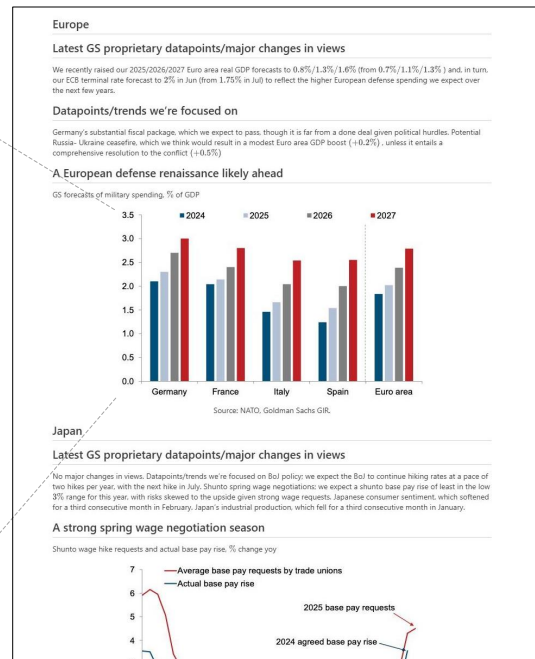 Europe
Latest GS proprietary datapoints/major changes in views
We recently raised our 2025/2026/2027 Euro area real GDP forecasts to 0.8%/1.3%/1.6% (from 0.7%/1.1%/1.3% ) and, in turn,
our ECB terminal rate forecast to 2% in Jun (from 1.75% in Jul) to reflect the higher European defense spending we expect over
the next few years.
Datapoints/trends we're focused on
Germany's substantial fiscal package, which we expect to pass, though it is far from a done deal given political hurdles. Potential
Russia- Ukraine ceasefire, which we think would result in a modest Euro area GDP boost (+0.2%) , unless it entails a
comprehensive resolution to the conflict (+0.5%)
A European defense renaissance likely ahead
GS forecasts of military spending, % of GDP
3.5
2024 2025 2026 2027
3.0
2.5
2.0
1.5
1.0
0.5
0.0
Germany France Italy Spain Euro area
Source: NATO, Goldman Sachs GIR.
Japan
Latest GS proprietary datapoints/major changes in views
No major changes in views. Datapoints/trends we're focused on BoJ policy; we expect the BoJ to continue hiking rates at a pace of
two hikes per year, with the next hike in July. Shunto spring wage negotiations; we expect a shunto base pay rise of least in the low
3% range for this year, with risks skewed to the upside given strong wage requests. Japanese consumer sentiment, which softened
for a third consecutive month in February. Japan's industrial production, which fell for a third consecutive month in January.
A strong spring wage negotiation season
Shunto wage hike requests and actual base pay rise, % change yoy
7
Average base pay requests by trade unions
Actual base pay rise
6
2025 base pay requests
5
4
2024 agreed base pay rise
3